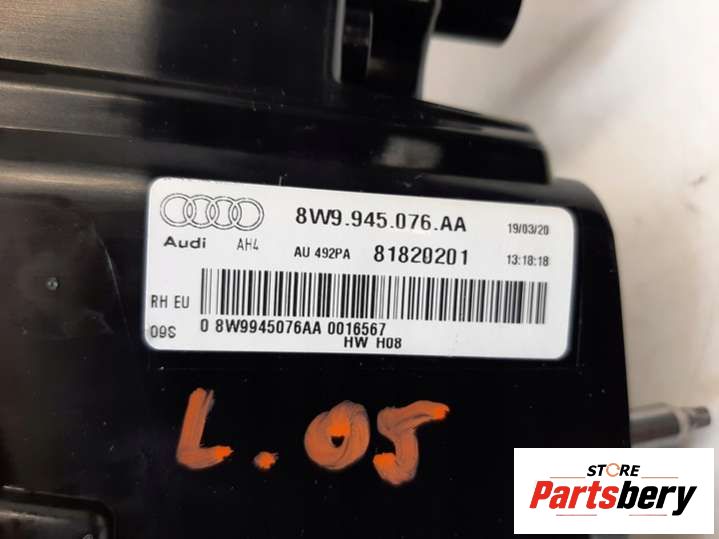 8W9.945.076.AA 19/03/20
Audi AH4 AU 492PA 81820201 13:18:18
RH EU
09S 0 8W9945076AA 0016567
HW H08
L.05
STORE
Partsbery